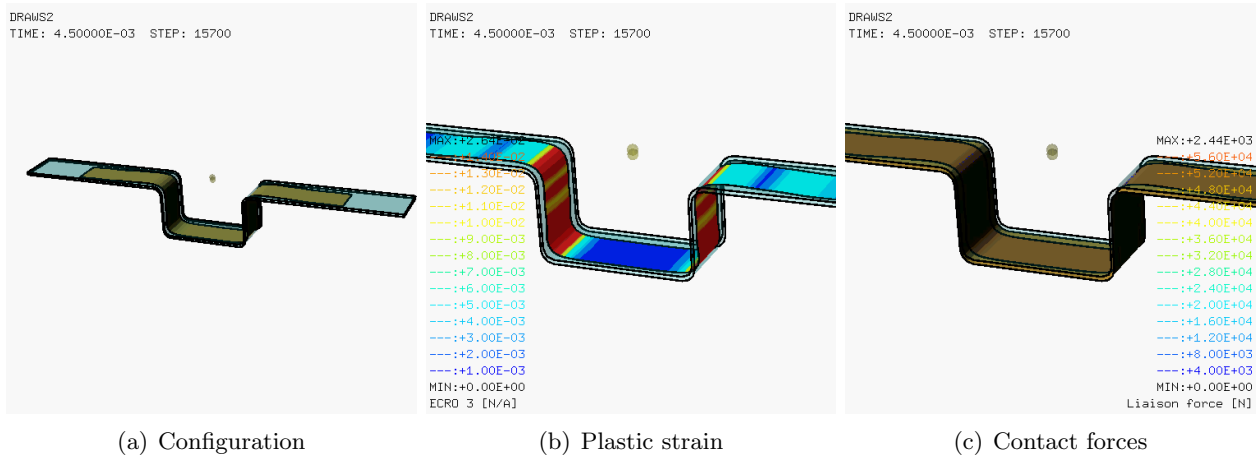 DRAWS2
TIME: 4.50000E-03 STEP: 15700
DRAWS2
TIME: 4.50000E-03 STEP: 15700
MAX:+2.64E-02
---:+1.30E-02
---:+1.20E-02
---:+1.10E-02
---:+1.00E-02
---:+9.00E-03
---:+8.00E-03
---:+7.00E-03
---:+6.00E-03
---:+5.00E-03
---:+4.00E-03
---:+3.00E-03
---:+2.00E-03
---:+1.00E-03
MIN:+0.00E+00
ECRO 3 [N/A]
DRAWS2
TIME: 4.50000E-03 STEP: 15700
MAX:+2.44E+03
---:+5.60E+04
---:+5.20E+04
---:+4.80E+04
---:+4.00E+04
---:+3.60E+04
---:+3.20E+04
---:+2.80E+04
---:+2.40E+04
---:+2.00E+04
---:+1.60E+04
---:+1.20E+04
---:+8.00E+03
---:+4.00E+03
MIN:+0.00E+00
Liaison force [N]
(a) Configuration
(b) Plastic strain
(c) Contact forces